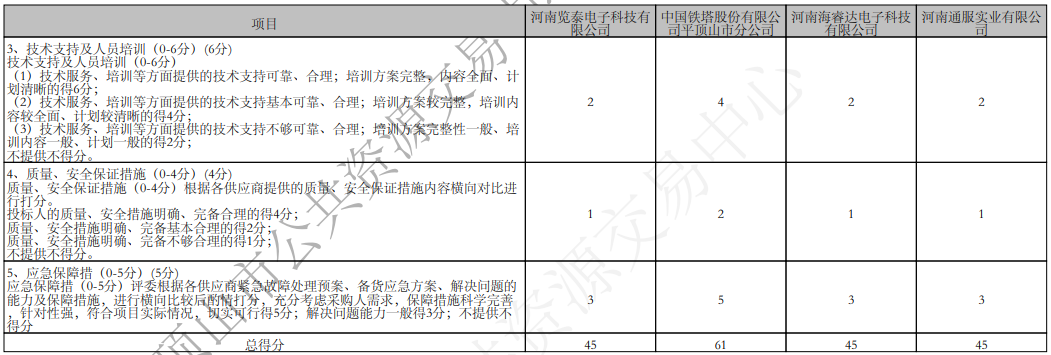 项目 河南览泰电子科技有限公司 中国铁塔股份有限公司平顶山市分公司 河南海睿达电子科技有限公司 河南通服实业有限公司
3、技术支持及人员培训（0-6分）(6分)
技术支持及人员培训（0-6分）
（1）技术服务、培训等方面提供的技术支持可靠、合理；培训方案完整，内容全面、计
划清晰的得6分；
（2）技术服务、培训等方面提供的技术支持基本可靠、合理；培训方案较完整，培训内
容较全面、计划较清晰的得4分；
（3）技术服务、培训等方面提供的技术支持不够可靠、合理；培训方案完整性一般、培
训内容一般、计划一般的得2分；
不提供不得分。
2 4 2 2
4、质量、安全保证措施（0-4分）(4分)
质量、安全保证措施（0-4分）根据各供应商提供的质量、安全保证措施内容横向对比进
行打分。
投标人的质量、安全措施明确、完备合理的得4分；
质量、安全措施明确、完备基本合理的得2分；
质量、安全措施明确、完备不够合理的得1分；
不提供不得分。
1 2 1 1
5、应急保障措（0-5分）(5分)
应急保障措（0-5分）评委根据各供应商紧急故障处理预案、备货应急方案、解决问题的
能力及保障措施，进行横向比较后酌情打分，充分考虑采购人需求，保障措施科学完善
，针对性强，符合项目实际情况，切实可行得5分；解决问题能力一般得3分；不提供不
得分
3 5 3 3
总得分 45 61 45 45
顶山市公共资源交易
资源交易中心